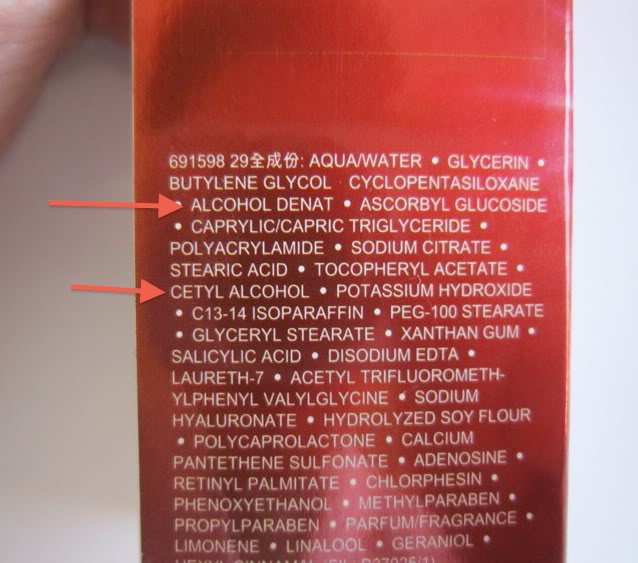 691598 29全成份: AQUA/WATER • GLYCERIN •
BUTYLENE GLYCOL · CYCLOPENTASILOXANE
• ALCOHOL DENAT • ASCORBYL GLUCOSIDE
• CAPRYLIC/CAPRIC TRIGLYCERIDE •
POLYACRYLAMIDE • SODIUM CITRATE •
STEARIC ACID • TOCOPHERYL ACETATE •
CETYL ALCOHOL • POTASSIUM HYDROXIDE
• C13-14 ISOPARAFFIN • PEG-100 STEARATE
• GLYCERYL STEARATE • XANTHAN GUM •
SALICYLIC ACID • DISODIUM EDTA •
LAURETH-7 • ACETYL TRIFLUOROMETH-
YLPHENYL VALYLGLYCINE • SODIUM
HYALURONATE • HYDROLYZED SOY FLOUR
• POLYCAPROLACTONE • CALCIUM
PANTETHENE SULFONATE • ADENOSINE •
RETINYL PALMITATE • CHLORPHESIN •
PHENOXYETHANOL • METHYLPARABEN •
PROPYLPARABEN • PARFUM/FRAGRANCE •
LIMONENE • LINALOOL • GERANIOL •
HEXYL CINNAMAL